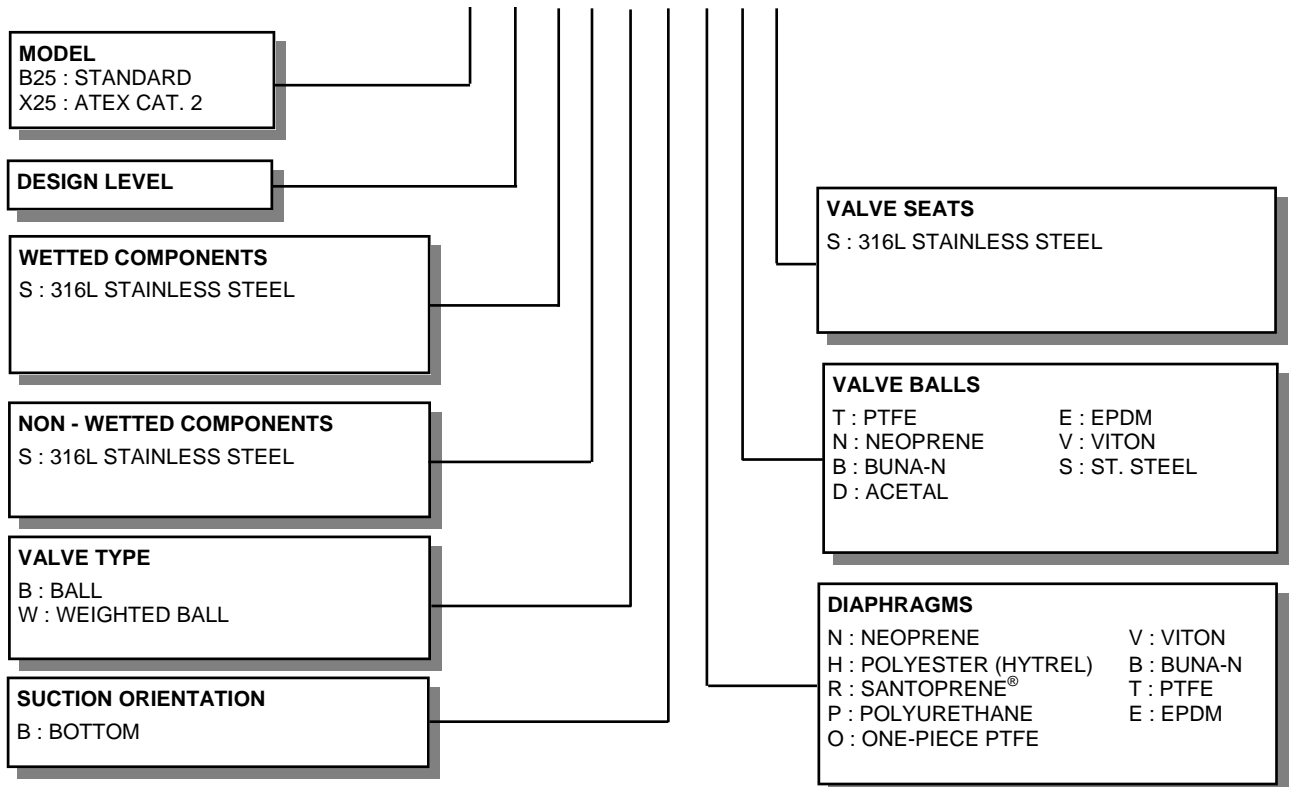 MODEL
B25 : STANDARD
X25 : ATEX CAT. 2
DESIGN LEVEL
WETTED COMPONENTS
S : 316L STAINLESS STEEL
NON - WETTED COMPONENTS
S : 316L STAINLESS STEEL
VALVE TYPE
B : BALL
W : WEIGHTED BALL
SUCTION ORIENTATION
B : BOTTOM
VALVE SEATS
S : 316L STAINLESS STEEL
VALVE BALLS
T : PTFE E : EPDM
N : NEOPRENE V : VITON
B : BUNA-N S : ST. STEEL
D : ACETAL
DIAPHRAGMS
N : NEOPRENE V : VITON
H : POLYESTER (HYTREL) B : BUNA-N
R : SANTOPRENE® T : PTFE
P : POLYURETHANE E : EPDM
O : ONE-PIECE PTFE